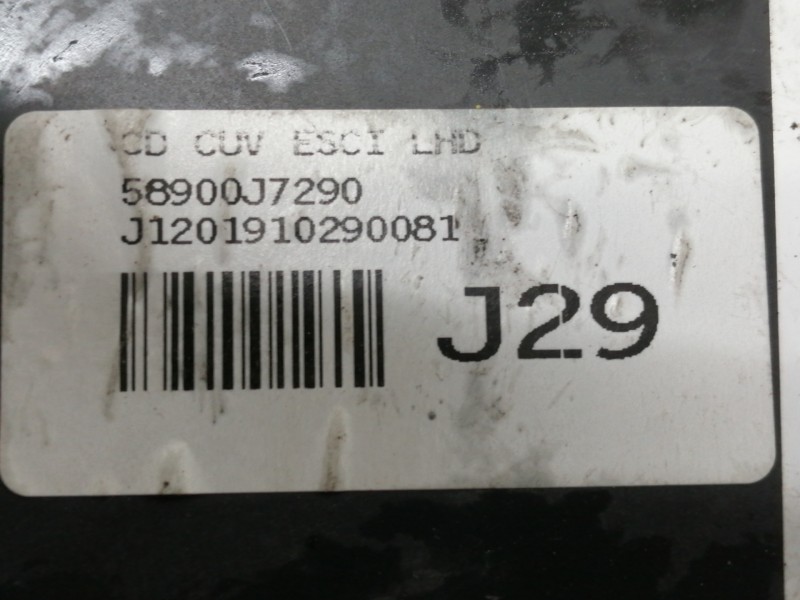 CD CUV ESCI LHD
58900J7290
J1201910290081
J29